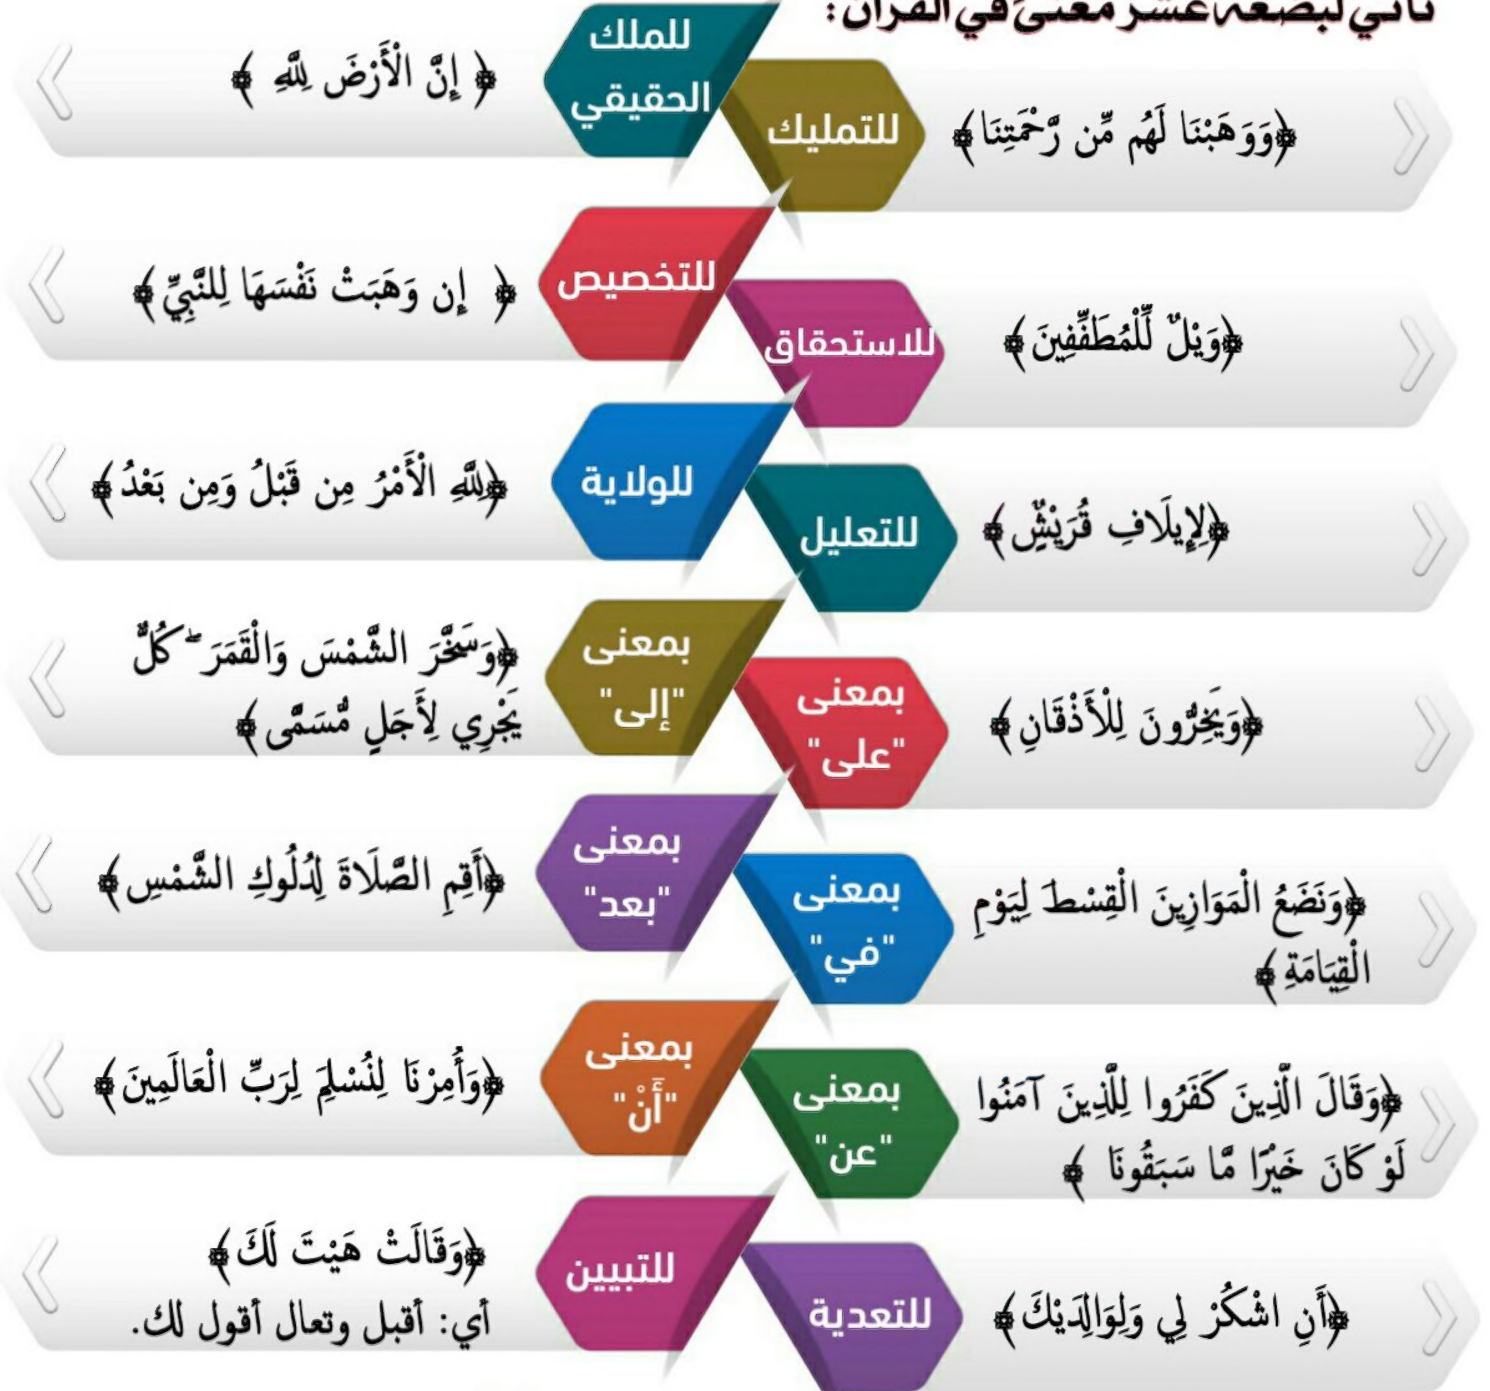 تأتي لبضعة عشر معنىً في القرآن:
للملك
الحقيقي
﴿ إِنَّ الْأَرْضَ لِلَّهِ ﴾
للتمليك
﴿وَوَهَبْنَا لَهُم مِّن رَّحْمَتِنَا﴾
للتخصيص
﴿ إِن وَهَبَتْ نَفْسَهَا لِلنَّبِيِّ﴾
للاستحقاق
﴿وَيْلٌ لِّلْمُطَفِّفِينَ﴾
للولاية
﴿لِلَّهِ الْأَمْرُ مِن قَبْلُ وَمِن بَعْدُ﴾
للتعليل
﴿لِإِيلَافِ قُرَيْشٍ﴾
بمعنى
"إلى"
﴿وَسَخَّرَ الشَّمْسَ وَالْقَمَرَ ۖ كُلٌّ
يَجْرِي لِأَجَلٍ مُّسَمًّى﴾
بمعنى
"على"
﴿وَيَخِرُّونَ لِلْأَذْقَانِ﴾
بمعنى
"بعد"
﴿أَقِمِ الصَّلَاةَ لِدُلُوكِ الشَّمْسِ﴾
بمعنى
"في"
﴿وَنَضَعُ الْمَوَازِينَ الْقِسْطَ لِيَوْمِ
الْقِيَامَةِ﴾
بمعنى
"أَنْ"
﴿وَأُمِرْنَا لِنُسْلِمَ لِرَبِّ الْعَالَمِينَ﴾
بمعنى
"عن"
﴿وَقَالَ الَّذِينَ كَفَرُوا لِلَّذِينَ آمَنُوا
لَوْ كَانَ خَيْرًا مَّا سَبَقُونَا ﴾
للتبيين
﴿وَقَالَتْ هَيْتَ لَكَ﴾
أي: أقبل وتعال أقول لك.
للتعدية
﴿أَنِ اشْكُرْ لِي وَلِوَالِدَيْكَ﴾